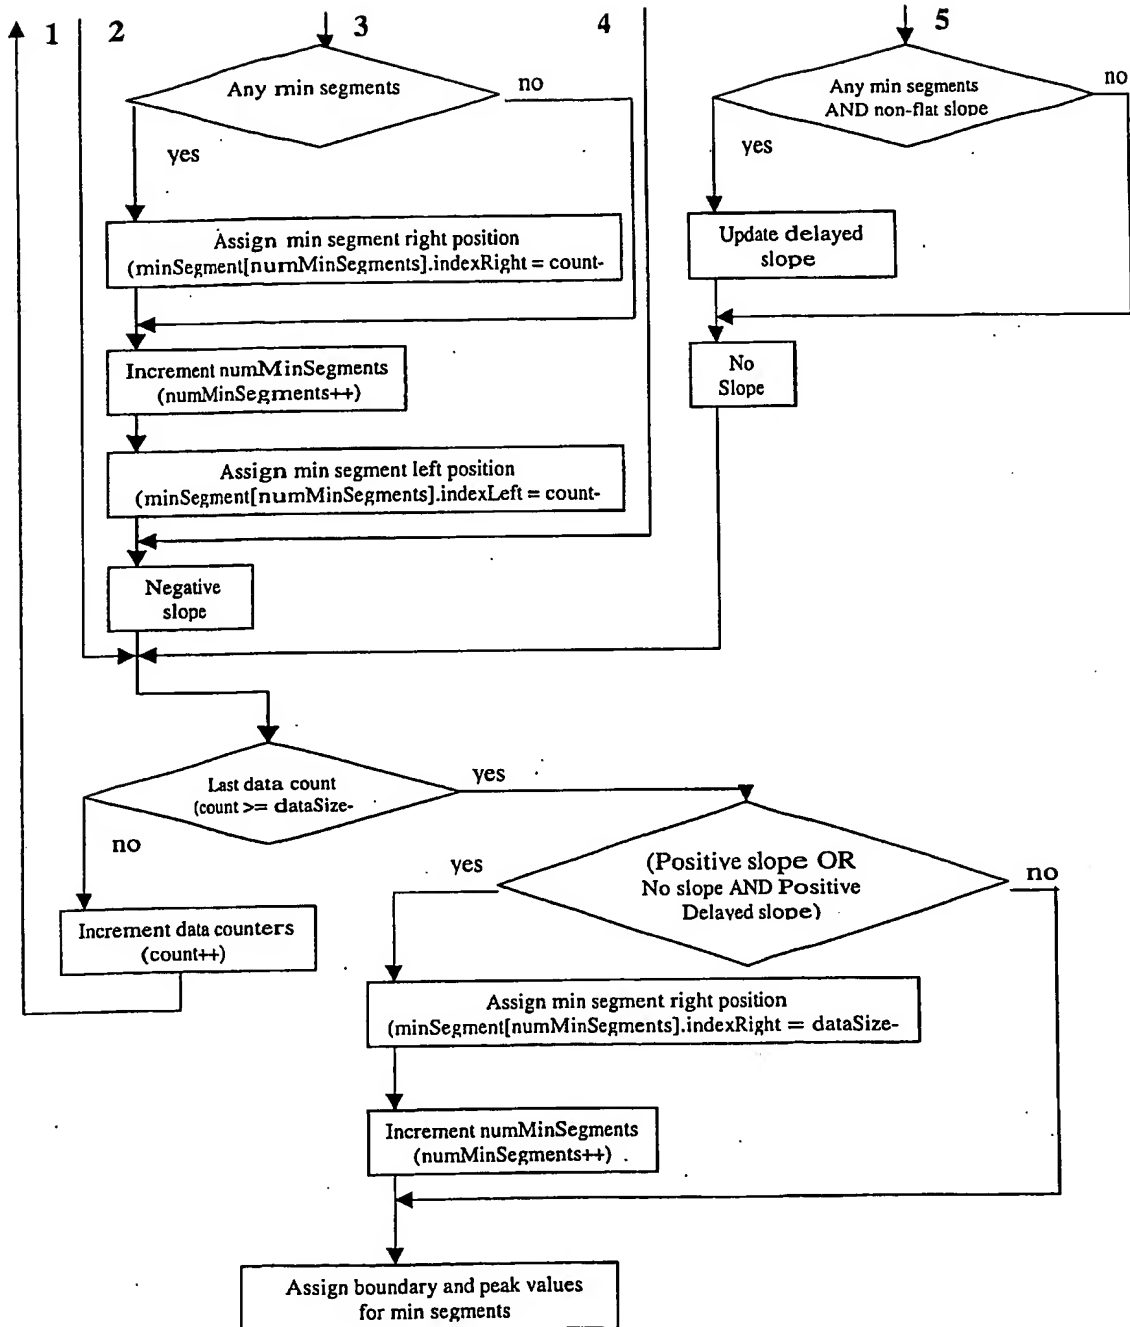 1
2
3
4
5
Any min segments
no
yes
Any min segments
AND non-flat slope
no
yes
Assign min segment right position
(minSegment[numMinSegments].indexRight = count-
Update delayed
slope
Increment numMinSegments
(numMinSegments++)
No
Slope
Assign min segment left position
(minSegment[numMinSegments].indexLeft = count-
Negative
slope
Last data count
(count >= dataSize-
yes
no
(Positive slope OR
No slope AND Positive
Delayed slope)
yes
no
Increment data counters
(count++)
Assign min segment right position
(minSegment[numMinSegments].indexRight = dataSize-
Increment numMinSegments
(numMinSegments++)
Assign boundary and peak values
for min segments